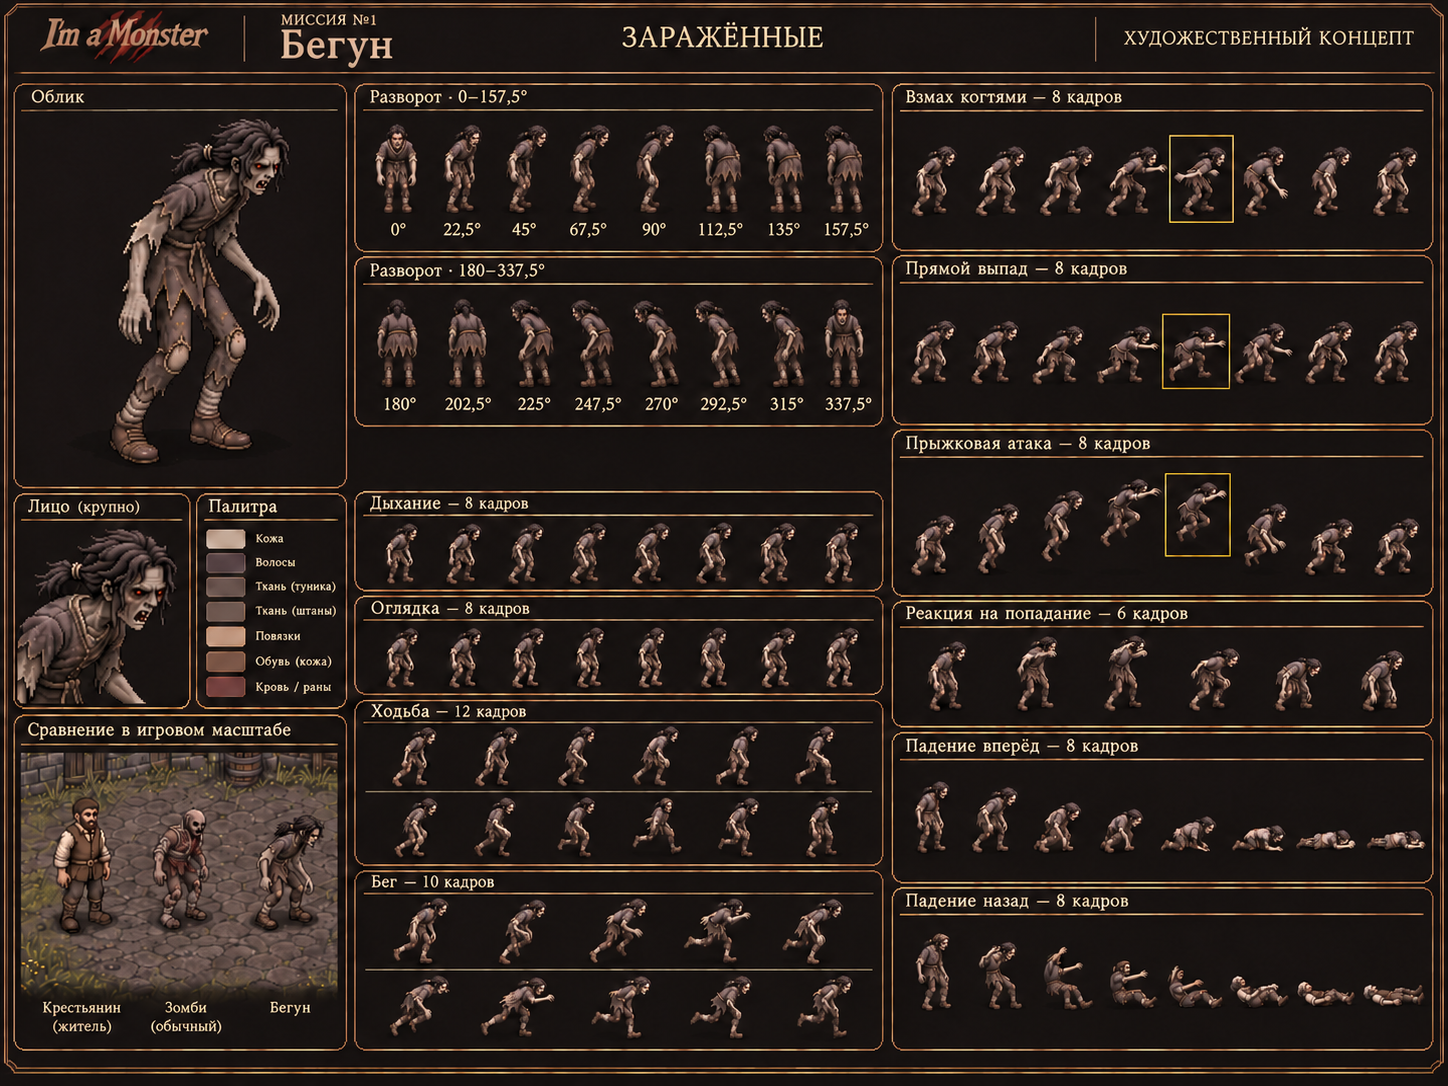 I'm a Monster
МИССИЯ №1
Бегун
ЗАРАЖЁННЫЕ
ХУДОЖЕСТВЕННЫЙ КОНЦЕПТ
Облик
Лицо (крупно)
Палитра
Кожа
Волосы
Ткань (туника)
Ткань (штаны)
Повязки
Обувь (кожа)
Кровь / раны
Сравнение в игровом масштабе
Крестьянин
(житель)
Зомби
(обычный)
Бегун
Разворот · 0–157,5°
0° 22,5° 45° 67,5° 90° 112,5° 135° 157,5°
Разворот · 180–337,5°
180° 202,5° 225° 247,5° 270° 292,5° 315° 337,5°
Дыхание — 8 кадров
Оглядка — 8 кадров
Ходьба — 12 кадров
Бег — 10 кадров
Взмах когтями — 8 кадров
Прямой выпад — 8 кадров
Прыжковая атака — 8 кадров
Реакция на попадание — 6 кадров
Падение вперёд — 8 кадров
Падение назад — 8 кадров